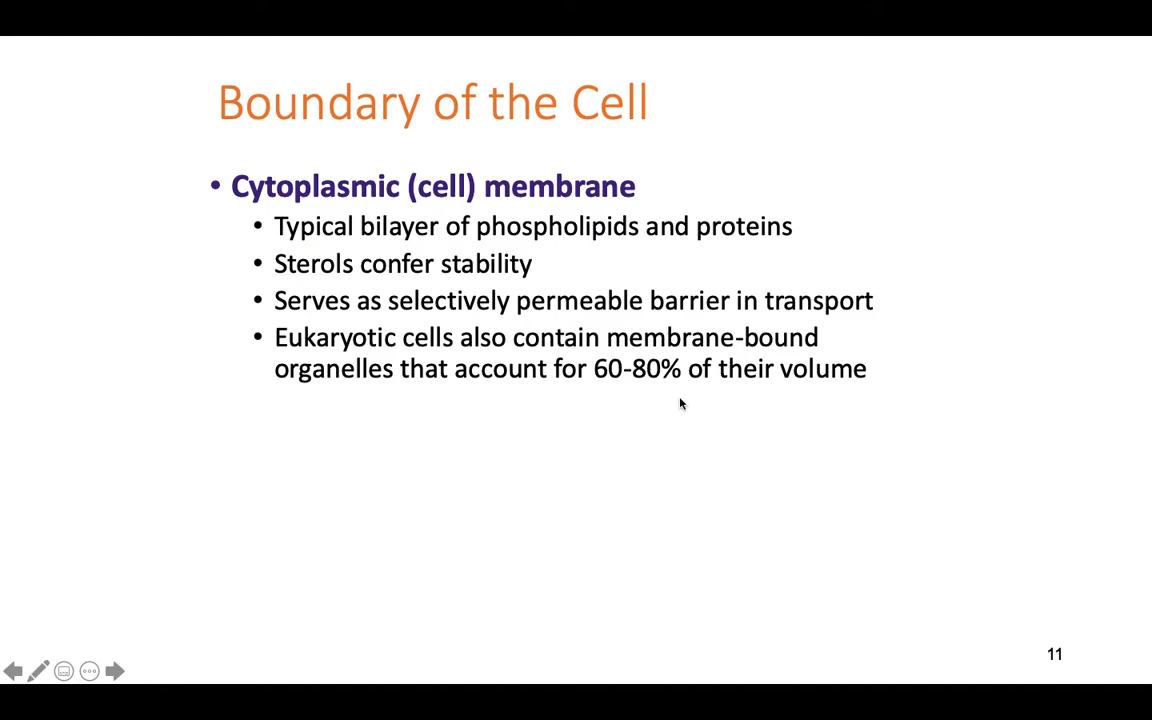 Boundary of the Cell
• Cytoplasmic (cell) membrane
• Typical bilayer of phospholipids and proteins
• Sterols confer stability
• Serves as selectively permeable barrier in transport
• Eukaryotic cells also contain membrane-bound
organelles that account for 60-80% of their volume
11